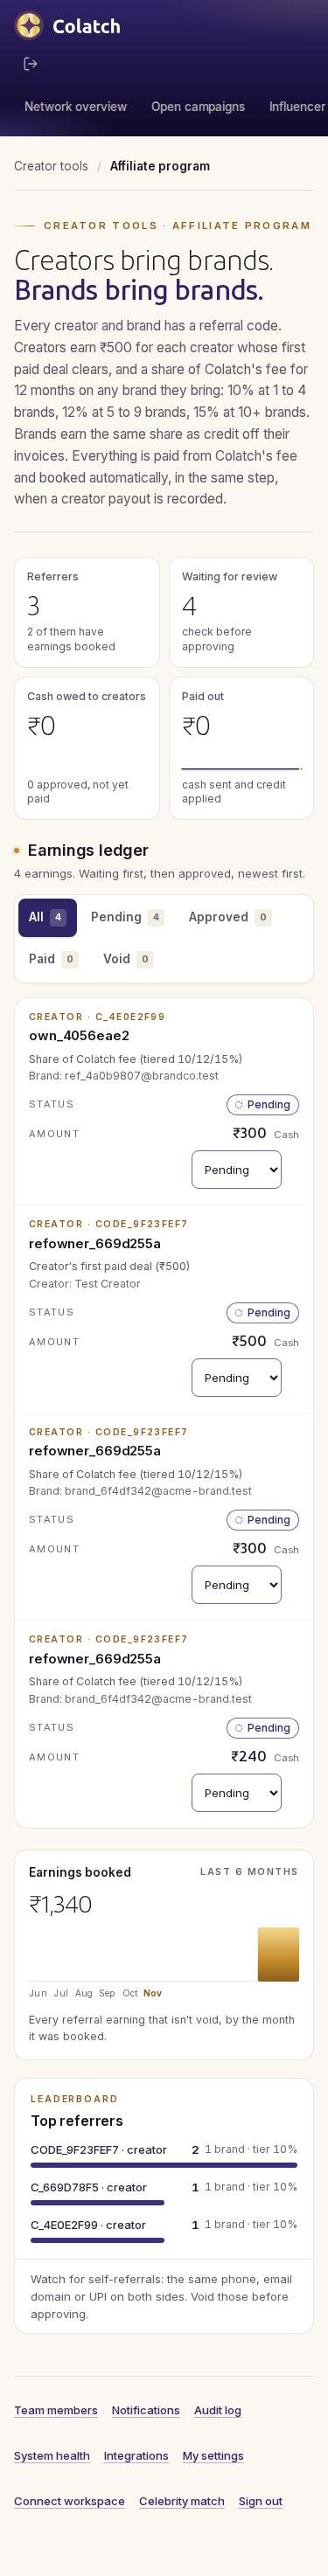 Colatch
Network overview Open campaigns Influencer
Creator tools / Affiliate program
CREATOR TOOLS · AFFILIATE PROGRAM
Creators bring brands.
Brands bring brands.
Every creator and brand has a referral code.
Creators earn ₹500 for each creator whose first
paid deal clears, and a share of Colatch's fee for
12 months on any brand they bring: 10% at 1 to 4
brands, 12% at 5 to 9 brands, 15% at 10+ brands.
Brands earn the same share as credit off their
invoices. Everything is paid from Colatch's fee
and booked automatically, in the same step,
when a creator payout is recorded.
Referrers
3
2 of them have
earnings booked
Waiting for review
4
check before
approving
Cash owed to creators
₹0
0 approved, not yet
paid
Paid out
₹0
cash sent and credit
applied
Earnings ledger
4 earnings. Waiting first, then approved, newest first.
All 4 Pending 4 Approved 0
Paid 0 Void 0
CREATOR · C_4E0E2F99
own_4056eae2
Share of Colatch fee (tiered 10/12/15%)
Brand: ref_4a0b9807@brandco.test
STATUS Pending
AMOUNT ₹300 Cash
Pending
CREATOR · CODE_9F23FEF7
refowner_669d255a
Creator's first paid deal (₹500)
Creator: Test Creator
STATUS Pending
AMOUNT ₹500 Cash
Pending
CREATOR · CODE_9F23FEF7
refowner_669d255a
Share of Colatch fee (tiered 10/12/15%)
Brand: brand_6f4df342@acme-brand.test
STATUS Pending
AMOUNT ₹300 Cash
Pending
CREATOR · CODE_9F23FEF7
refowner_669d255a
Share of Colatch fee (tiered 10/12/15%)
Brand: brand_6f4df342@acme-brand.test
STATUS Pending
AMOUNT ₹240 Cash
Pending
Earnings booked LAST 6 MONTHS
₹1,340
Jun Jul Aug Sep Oct Nov
Every referral earning that isn't void, by the month
it was booked.
LEADERBOARD
Top referrers
CODE_9F23FEF7 · creator 2 1 brand · tier 10%
C_669D78F5 · creator 1 1 brand · tier 10%
C_4E0E2F99 · creator 1 1 brand · tier 10%
Watch for self-referrals: the same phone, email
domain or UPI on both sides. Void those before
approving.
Team members Notifications Audit log
System health Integrations My settings
Connect workspace Celebrity match Sign out